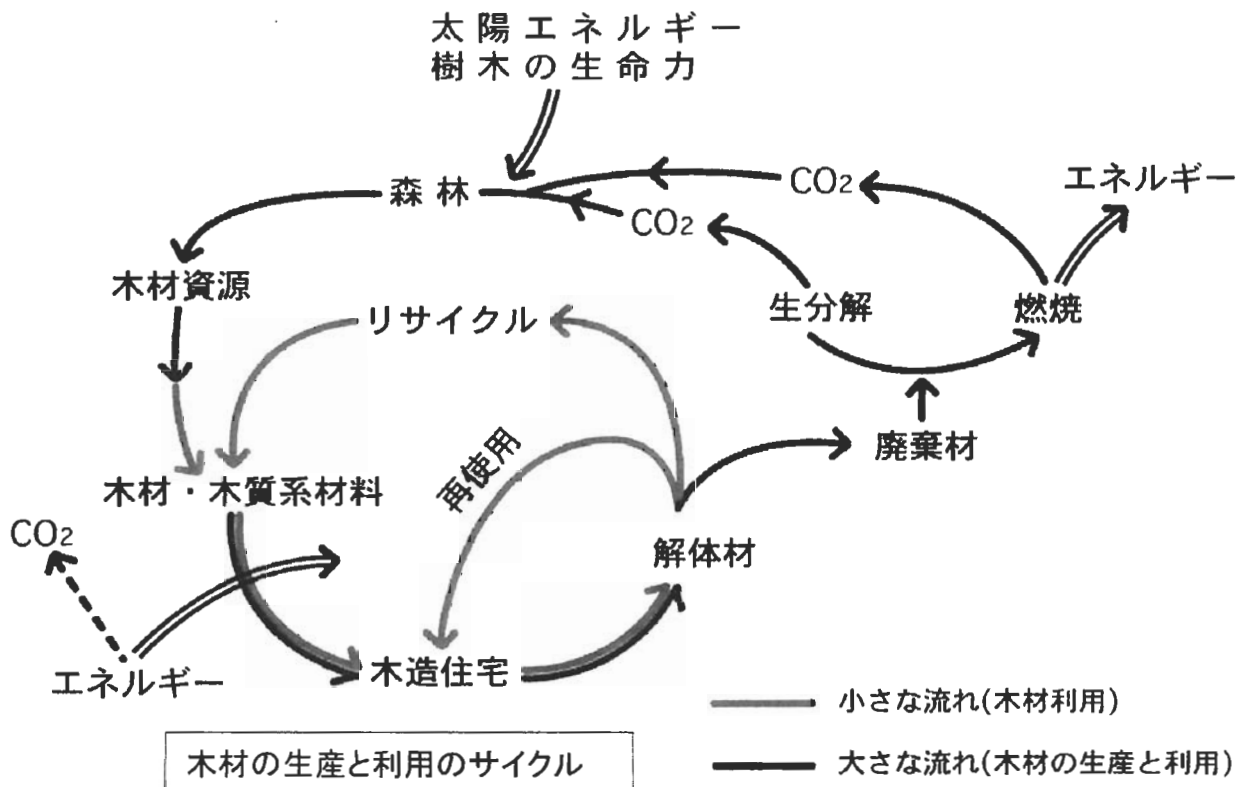 太陽エネルギー
樹木の生命力
森林
CO2
エネルギー
CO2
木材資源
リサイクル
生分解
燃焼
再使用
廃棄材
木材・木質系材料
CO2
解体材
エネルギー
木造住宅
小さな流れ(木材利用)
木材の生産と利用のサイクル
大さな流れ(木材の生産と利用)